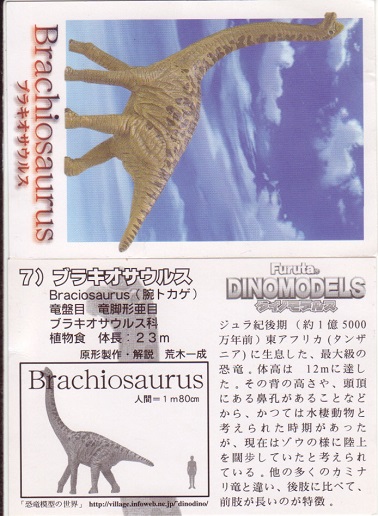 Brachiosaurus
ブラキオサウルス
7) ブラキオサウルス
Braciosaurus (腕トカゲ)
竜盤目 竜脚形亜目
ブラキオサウルス科
植物食 体長:23m
原形製作・解説 荒木一成
Brachiosaurus
人間=1m80cm
「恐竜模型の世界」 http://village.infoweb.ne.jp/~dinodino/
Furuta
DINOMODELS
ダイノモデルス
ジュラ紀後期 (約1億5000
万年前) 東アフリカ(タンザ
ニア)に生息した、最大級の
恐竜。体高は 12mに達し
た。その背の高さや、頭頂
にある鼻孔があることなど
から、かつては水棲動物と
考えられた時期があった
が、現在はゾウの様に陸上
を闊歩していたと考えられ
ている。他の多くのカミナ
リ竜と違い、後肢に比べて、
前肢が長いのが特徴。